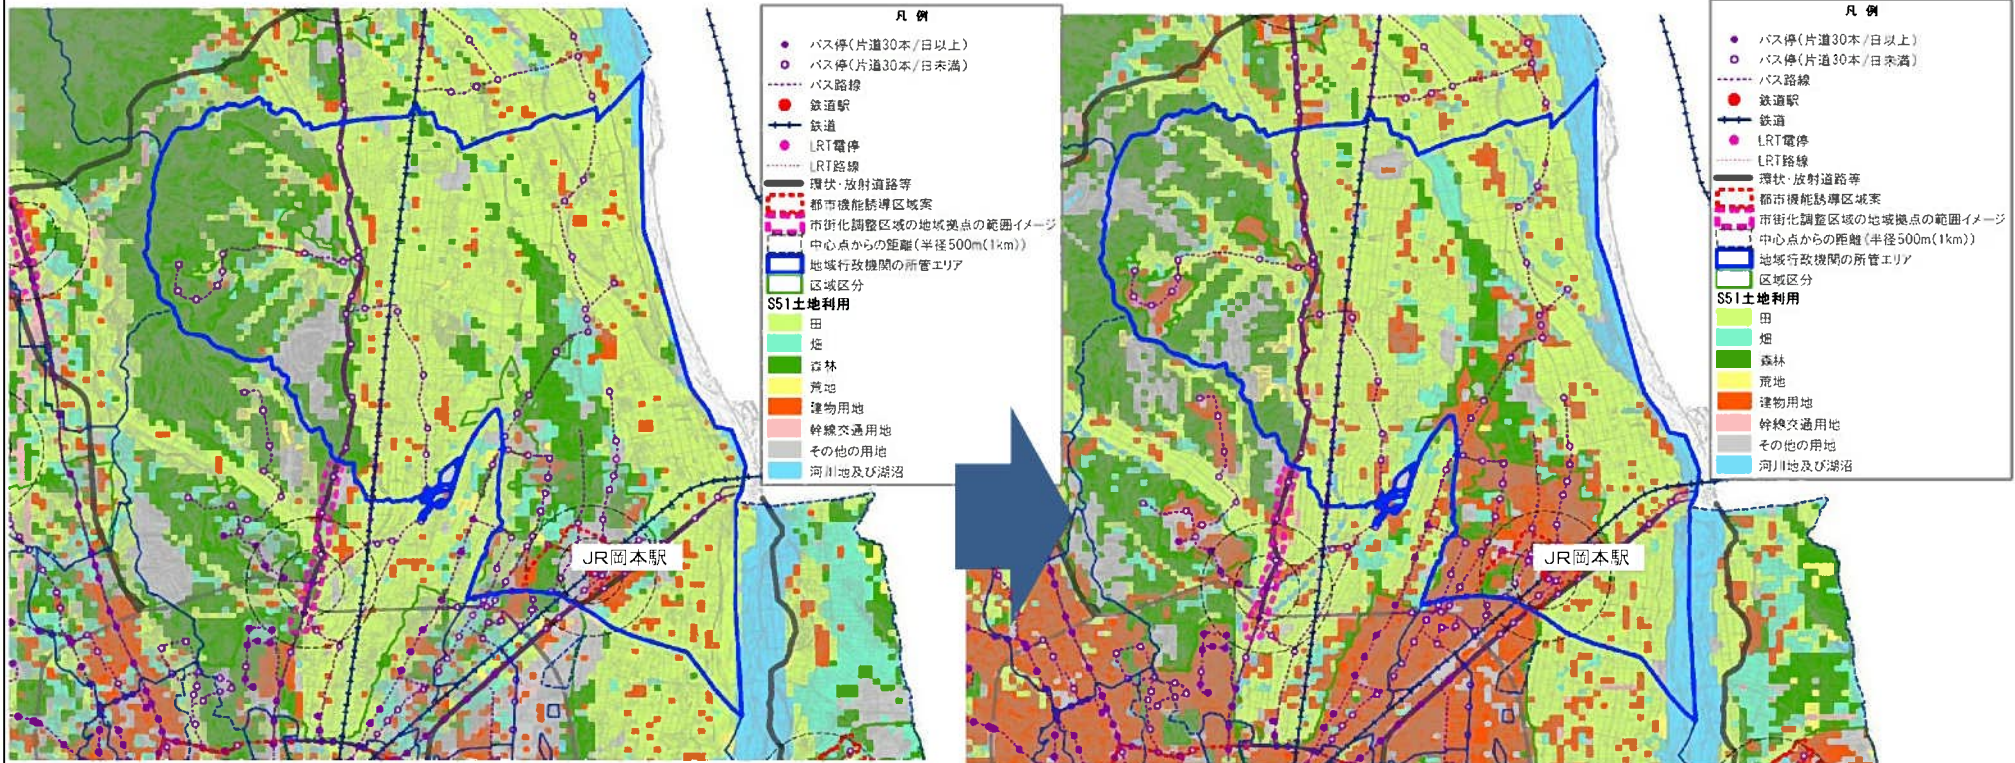 凡 例
バス停(片道30本/日以上)
バス停(片道30本/日未満)
バス路線
鉄道駅
鉄道
LRT電停
LRT路線
環状・放射道路等
都市機能誘導区域案
市街化調整区域の地域拠点の範囲イメージ
中心点からの距離(半径500m(1km))
地域行政機関の所管エリア
区域区分
S51土地利用
田
畑
森林
荒地
建物用地
幹線交通用地
その他の用地
河川地及び湖沼
JR岡本駅
凡 例
バス停(片道30本/日以上)
バス停(片道30本/日未満)
バス路線
鉄道駅
鉄道
LRT電停
LRT路線
環状・放射道路等
都市機能誘導区域案
市街化調整区域の地域拠点の範囲イメージ
中心点からの距離(半径500m(1km))
地域行政機関の所管エリア
区域区分
S51土地利用
田
畑
森林
荒地
建物用地
幹線交通用地
その他の用地
河川地及び湖沼
JR岡本駅